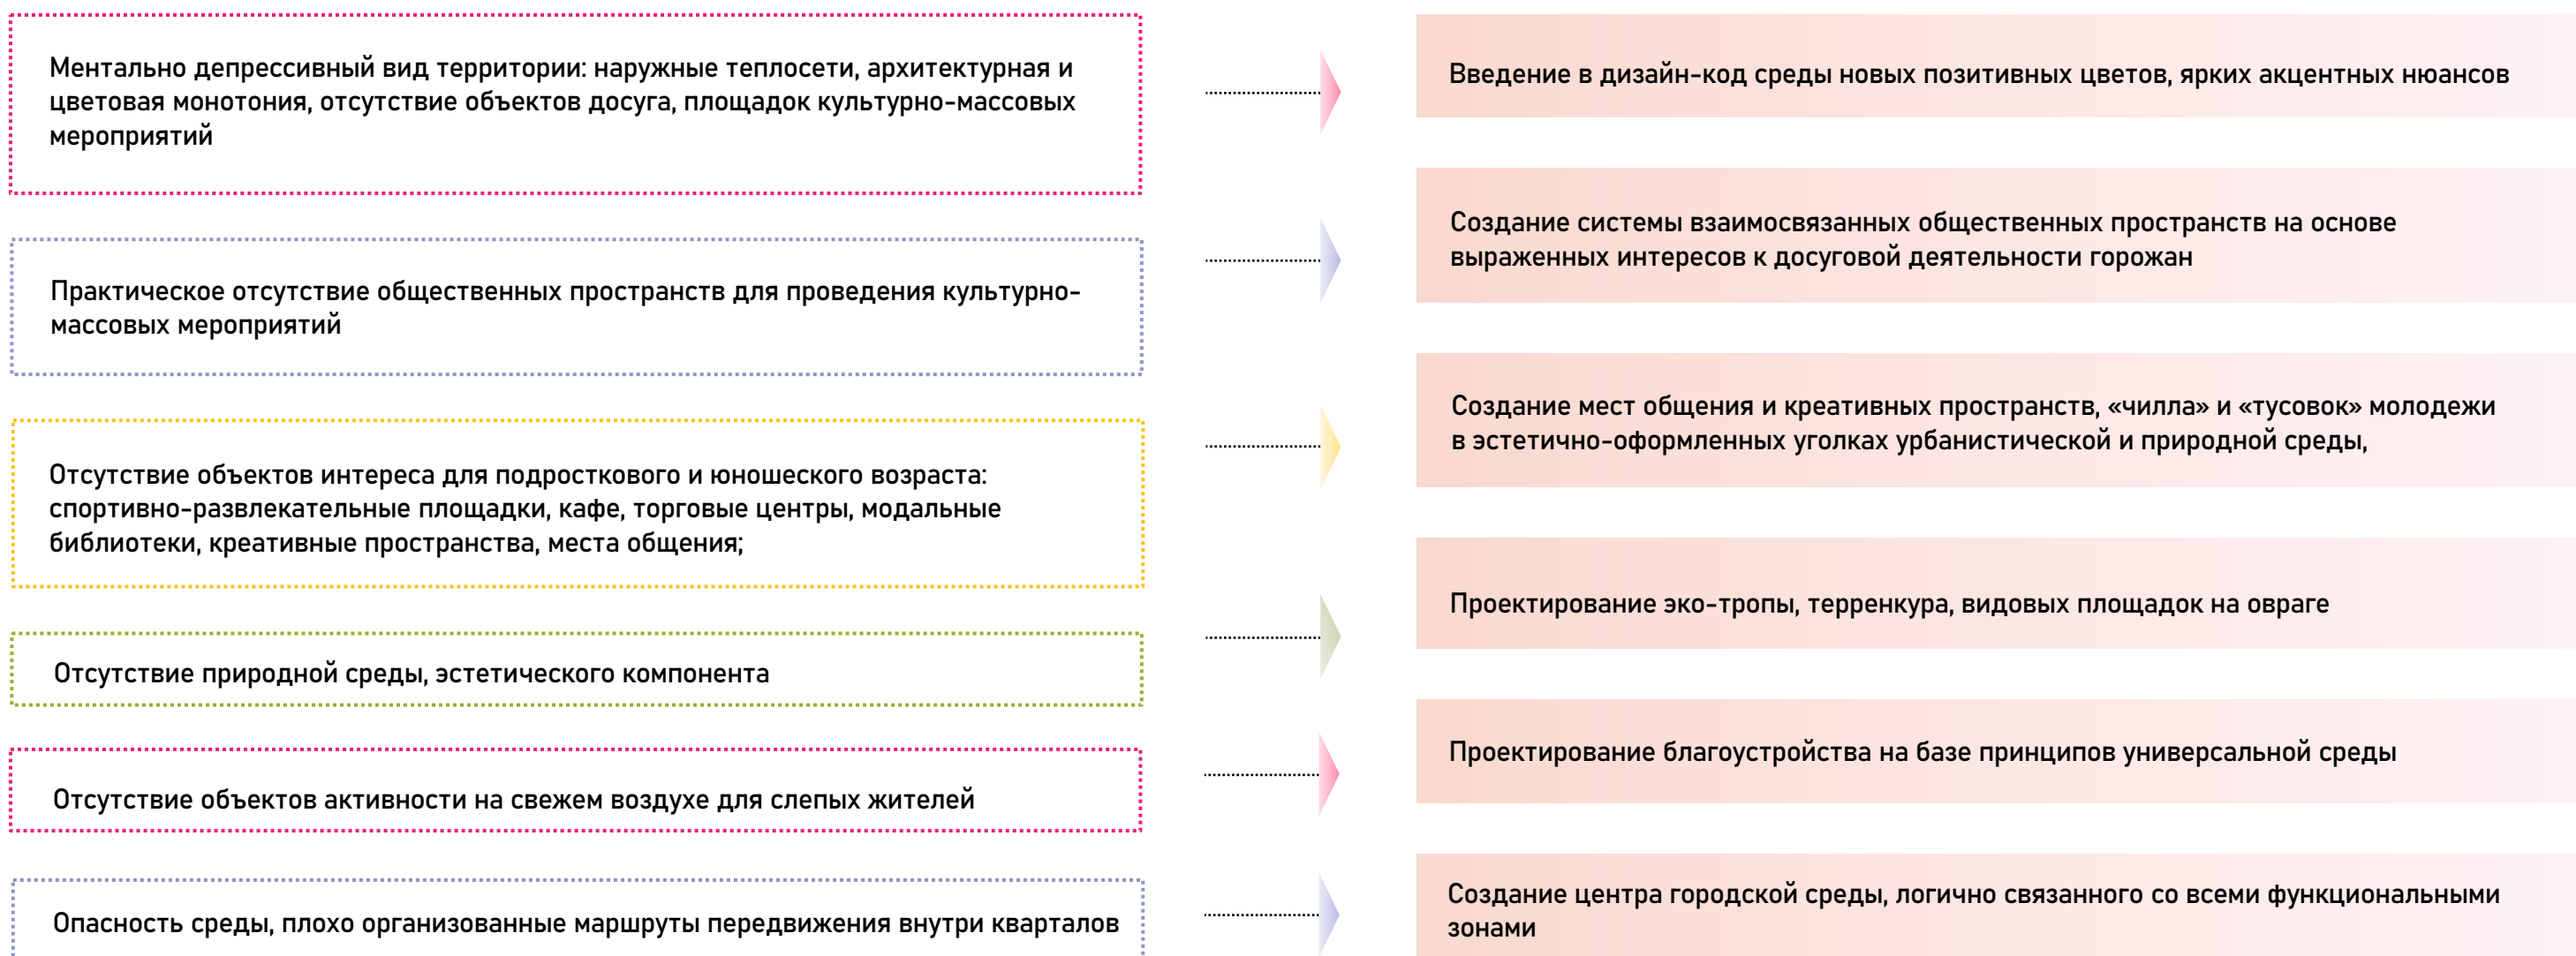 Ментально депрессивный вид территории: наружные теплосети, архитектурная и
цветовая монотония, отсутствие объектов досуга, площадок культурно-массовых
мероприятий
Введение в дизайн-код среды новых позитивных цветов, ярких акцентных нюансов
Практическое отсутствие общественных пространств для проведения культурно-
массовых мероприятий
Создание системы взаимосвязанных общественных пространств на основе
выраженных интересов к досуговой деятельности горожан
Отсутствие объектов интереса для подросткового и юношеского возраста:
спортивно-развлекательные площадки, кафе, торговые центры, модальные
библиотеки, креативные пространства, места общения;
Создание мест общения и креативных пространств, «чилла» и «тусовок» молодежи
в эстетично-оформленных уголках урбанистической и природной среды,
Отсутствие природной среды, эстетического компонента
Проектирование эко-тропы, терренкура, видовых площадок на овраге
Отсутствие объектов активности на свежем воздухе для слепых жителей
Проектирование благоустройства на базе принципов универсальной среды
Опасность среды, плохо организованные маршруты передвижения внутри кварталов
Создание центра городской среды, логично связанного со всеми функциональными
зонами